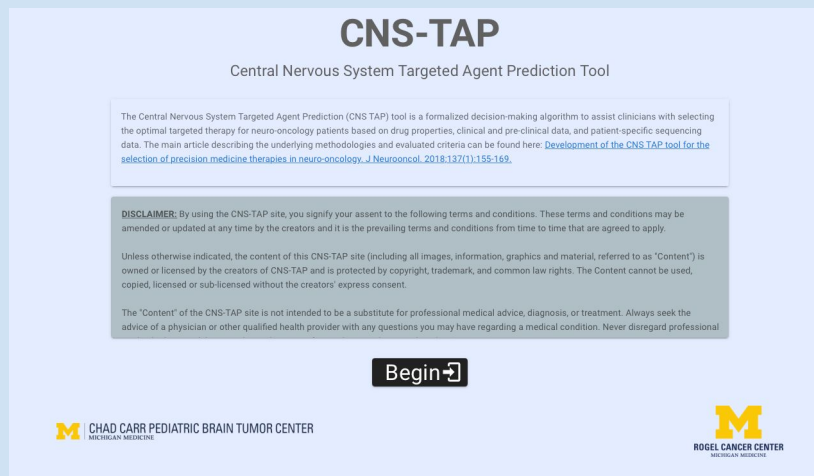 CNS-TAP
Central Nervous System Targeted Agent Prediction Tool
The Central Nervous System Targeted Agent Prediction (CNS TAP) tool is a formalized decision-making algorithm to assist clinicians with selecting
the optimal targeted therapy for neuro-oncology patients based on drug properties, clinical and pre-clinical data, and patient-specific sequencing
data. The main article describing the underlying methodologies and evaluated criteria can be found here: Development of the CNS TAP tool for the
selection of precision medicine therapies in neuro-oncology. J Neurooncol. 2018;137(1):155-169.
DISCLAIMER: By using the CNS-TAP site, you signify your assent to the following terms and conditions. These terms and conditions may be
amended or updated at any time by the creators and it is the prevailing terms and conditions from time to time that are agreed to apply.
Unless otherwise indicated, the content of this CNS-TAP site (including all images, information, graphics and material, referred to as "Content") is
owned or licensed by the creators of CNS-TAP and is protected by copyright, trademark, and common law rights. The Content cannot be used,
copied, licensed or sub-licensed without the creators' express consent.
The "Content" of the CNS-TAP site is not intended to be a substitute for professional medical advice, diagnosis, or treatment. Always seek the
advice of a physician or other qualified health provider with any questions you may have regarding a medical condition. Never disregard professional
Begin
M CHAD CARR PEDIATRIC BRAIN TUMOR CENTER
MICHIGAN MEDICINE
M
ROGEL CANCER CENTER
MICHIGAN MEDICINE